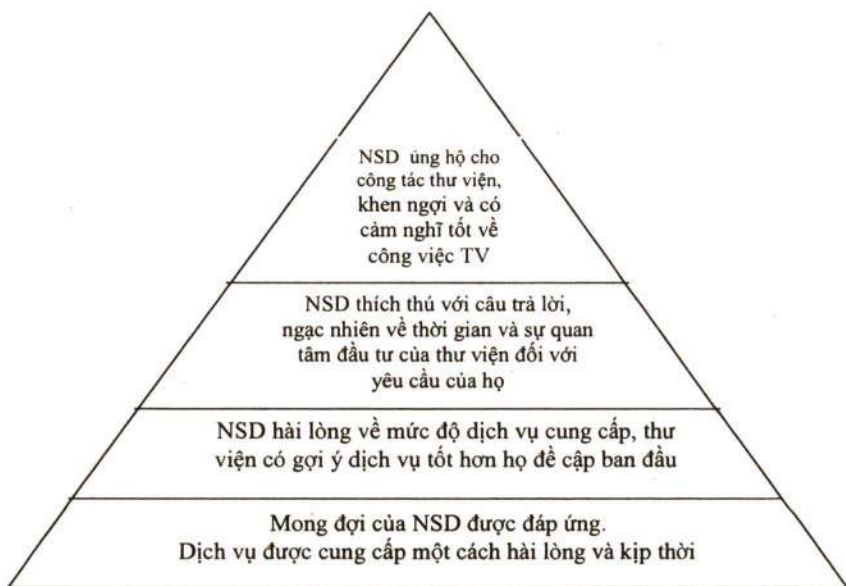 NSD ủng hộ cho
công tác thư viện,
khen ngợi và có
cảm nghĩ tốt về
công việc TV
NSD thích thú với câu trả lời,
ngạc nhiên về thời gian và sự quan
tâm đầu tư của thư viện đối với
yêu cầu của họ
NSD hài lòng về mức độ dịch vụ cung cấp, thư
viện có gợi ý dịch vụ tốt hơn họ đề cập ban đầu
Mong đợi của NSD được đáp ứng.
Dịch vụ được cung cấp một cách hài lòng và kịp thời